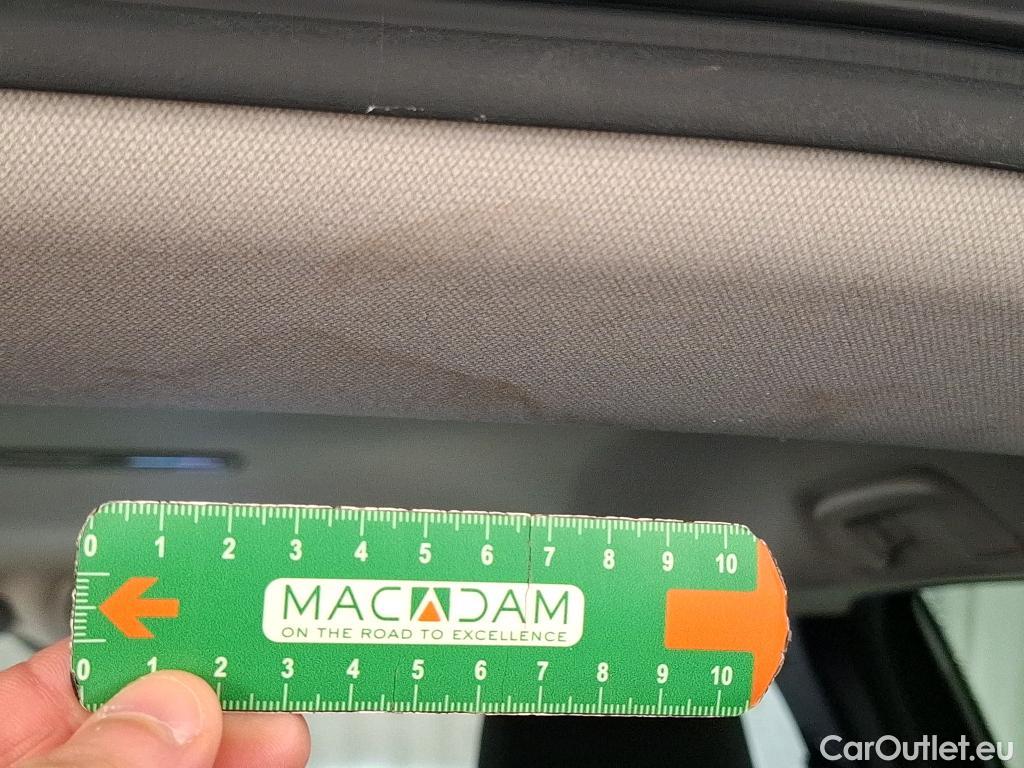 0 1 2 3 4 5 6 7 8 9 10
MACADAM
ON THE ROAD TO EXCELLENCE
0 1 2 3 4 5 6 7 8 9 10
CarOutlet.eu